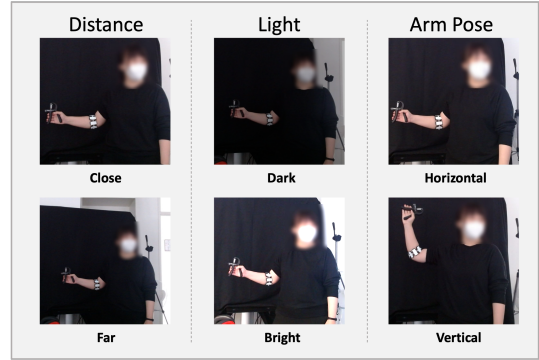 Distance
Light
Arm Pose
Close
Dark
Horizontal
Far
Bright
Vertical